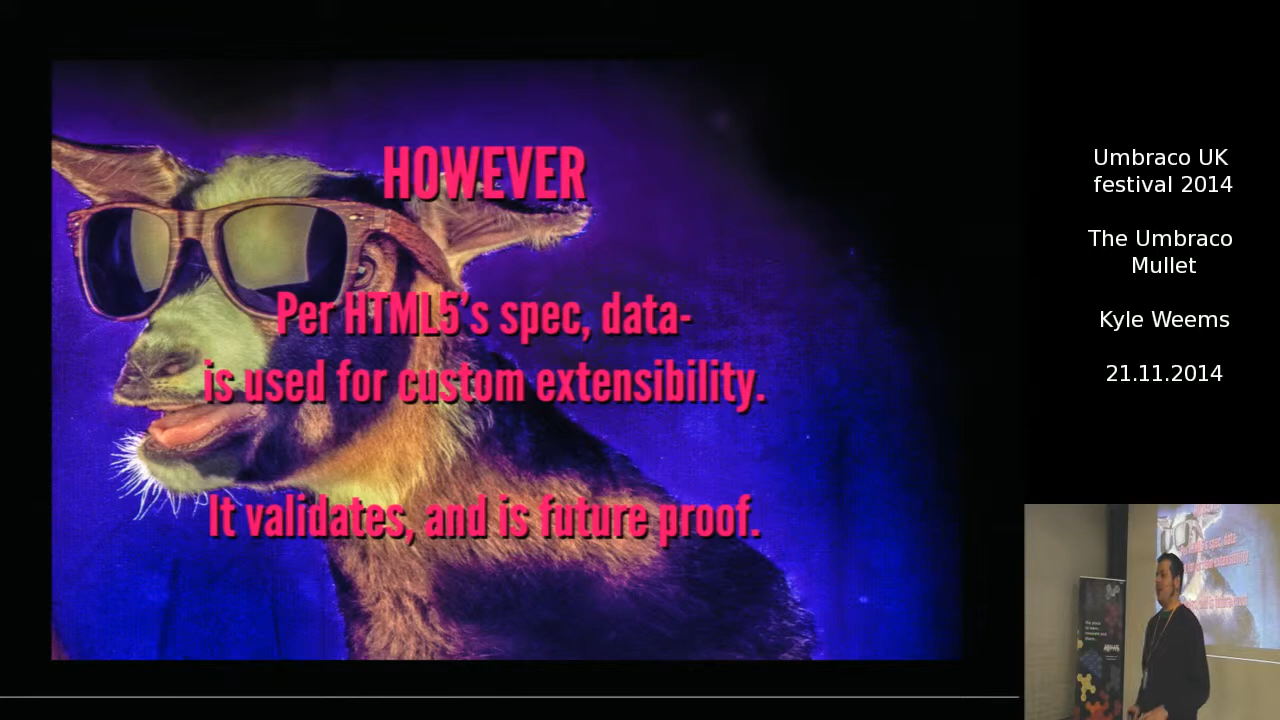 HOWEVER
Per HTML5's spec, data-
is used for custom extensibility.
It validates, and is future proof.
Umbraco UK
festival 2014
The Umbraco
Mullet
Kyle Weems
21.11.2014